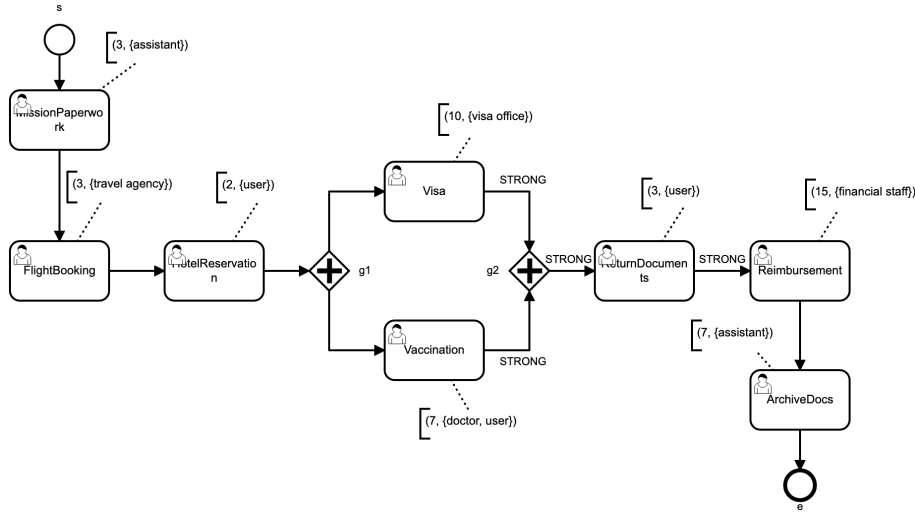 s
(3, {assistant})
MissionPaperwo
rk
(3, {travel agency})
(2, {user})
(10, {visa office})
Visa
STRONG
(3, {user})
(15, {financial staff})
FlightBooking
HotelReservatio
n
g1
g2
STRONG
ReturnDocumen
ts
STRONG
Reimbursement
Vaccination
STRONG
(7, {assistant})
ArchiveDocs
(7, {doctor, user})
e